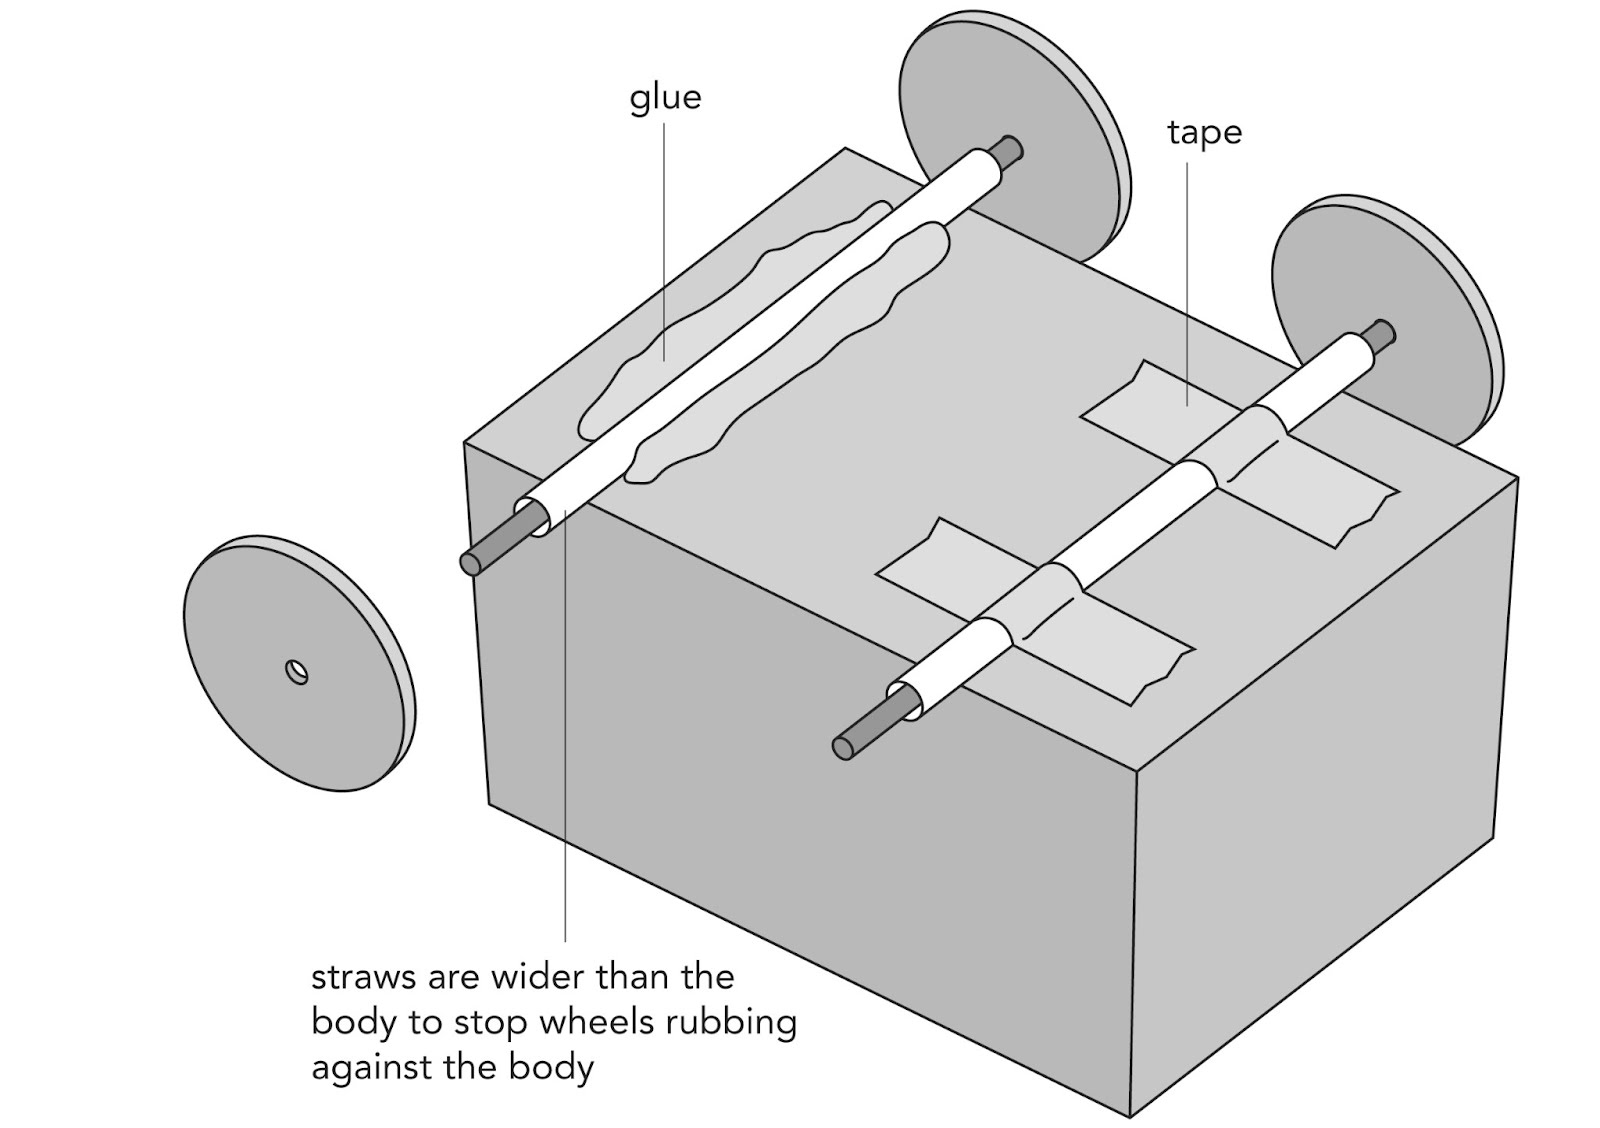 glue
tape
straws are wider than the
body to stop wheels rubbing
against the body